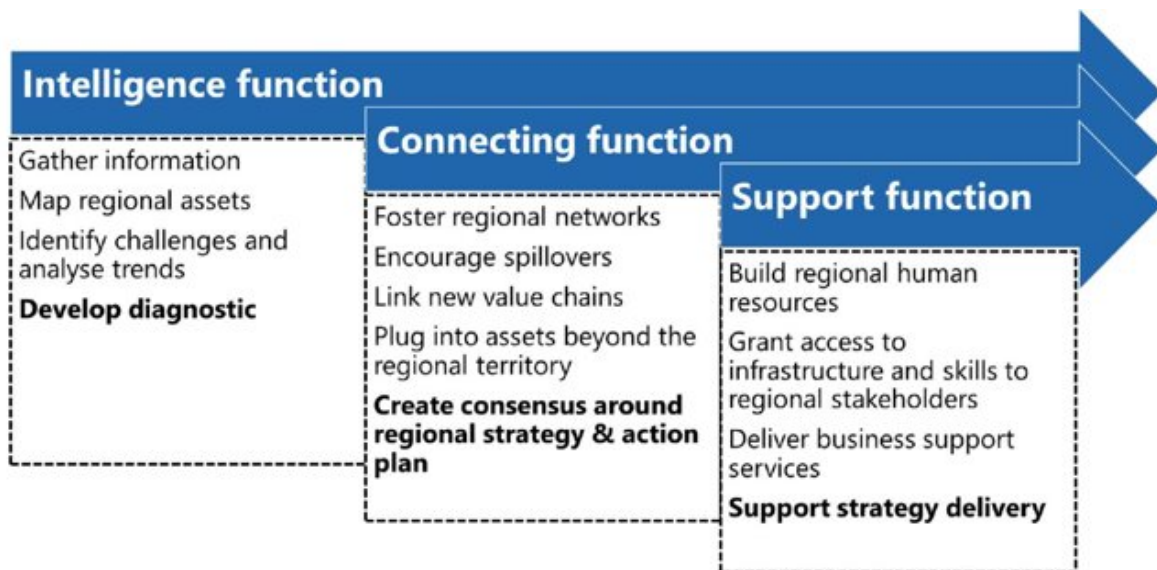 Intelligence function
Gather information
Map regional assets
Identify challenges and
analyse trends
Develop diagnostic
Connecting function
Foster regional networks
Encourage spillovers
Link new value chains
Plug into assets beyond the
regional territory
Create consensus around
regional strategy & action
plan
Support function
Build regional human
resources
Grant access to
infrastructure and skills to
regional stakeholders
Deliver business support
services
Support strategy delivery